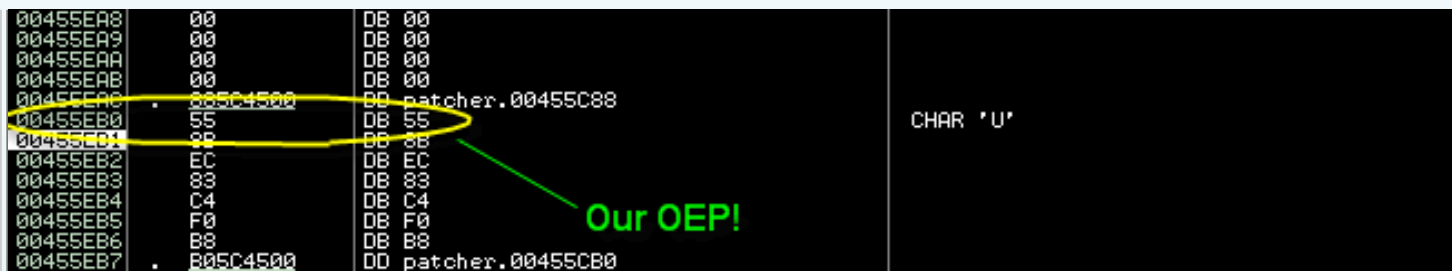 00455EA8 00 DB 00
00455EA9 00 DB 00
00455EAA 00 DB 00
00455EAB 00 DB 00
00455EAC . 885C4500 DD patcher.00455C88
00455EB0 55 DB 55 CHAR 'U'
00455EB1 8B DB 8B
00455EB2 EC DB EC
00455EB3 83 DB 83
00455EB4 C4 DB C4
00455EB5 F0 DB F0
Our OEP!
00455EB6 B8 DB B8
00455EB7 . B05C4500 DD patcher.00455CB0